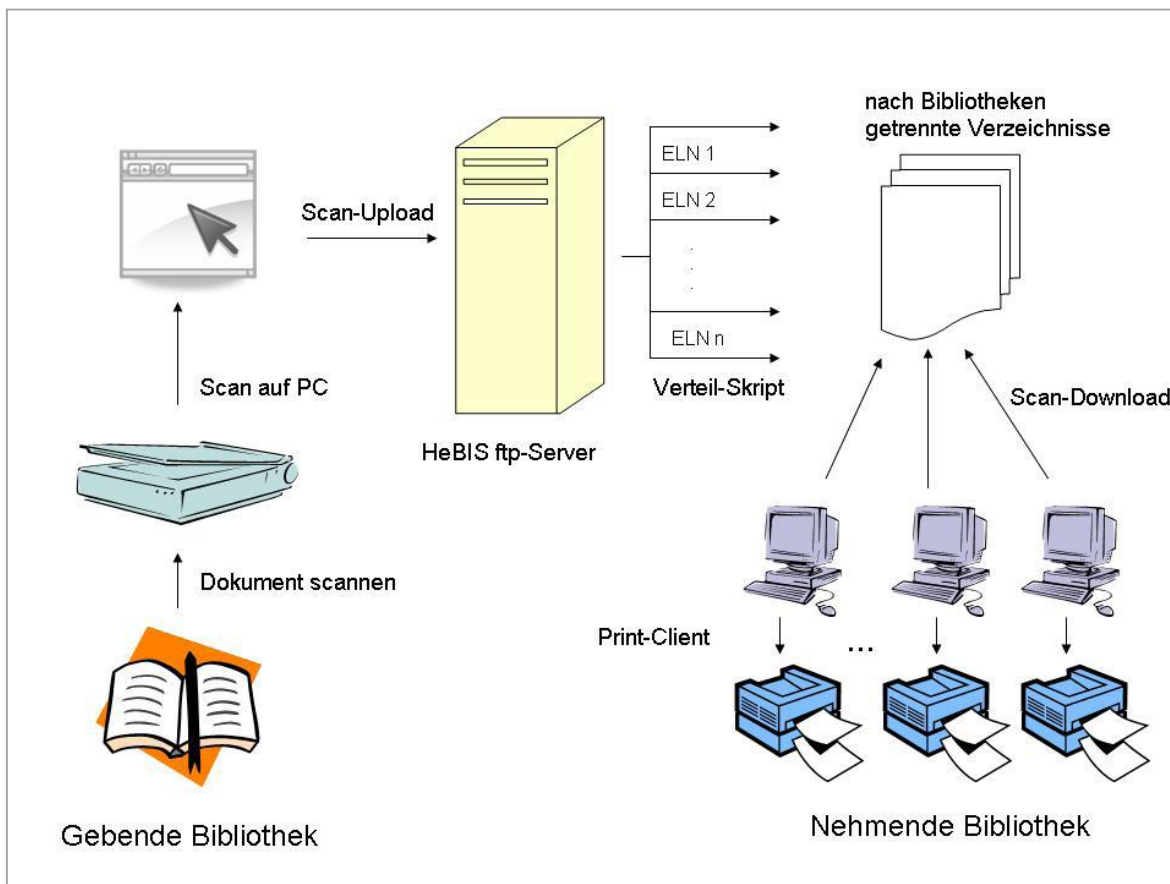 nach Bibliotheken
getrennte Verzeichnisse
ELN 1
ELN 2
.
.
.
ELN n
Scan-Upload
Scan auf PC
Verteil-Skript
Scan-Download
HeBIS ftp-Server
Dokument scannen
Print-Client
...
Gebende Bibliothek
Nehmende Bibliothek